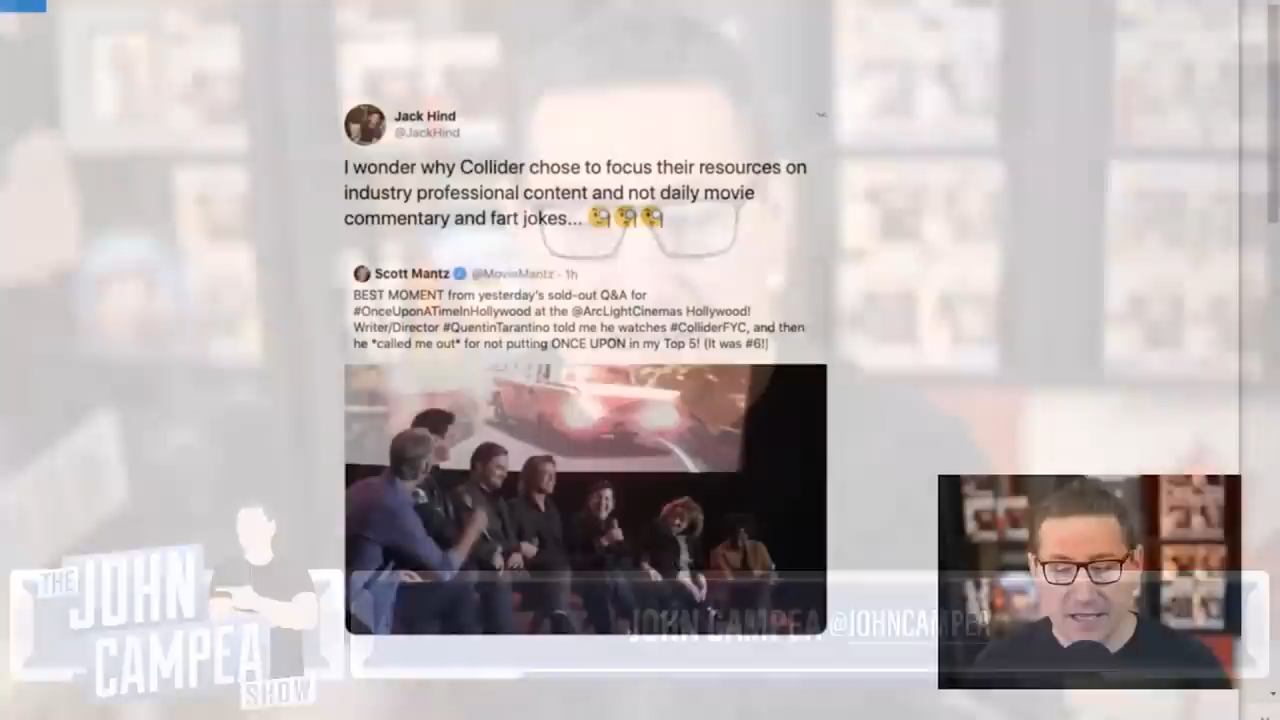 Jack Hind
@JackHind
I wonder why Collider chose to focus their resources on
industry professional content and not daily movie
commentary and fart jokes... 🧐 🧐 🧐
Scott Mantz @MovieMantz · 1h
BEST MOMENT from yesterday's sold-out Q&A for
#OnceUponATimeInHollywood at the @ArcLightCinemas Hollywood!
Writer/Director #QuentinTarantino told me he watches #ColliderFYC, and then
he *called me out* for not putting ONCE UPON in my Top 5! (It was #6!)
THE
JOHN
CAMPEA
SHOW
JOHN CAMPEA @JOHNCAMPEA